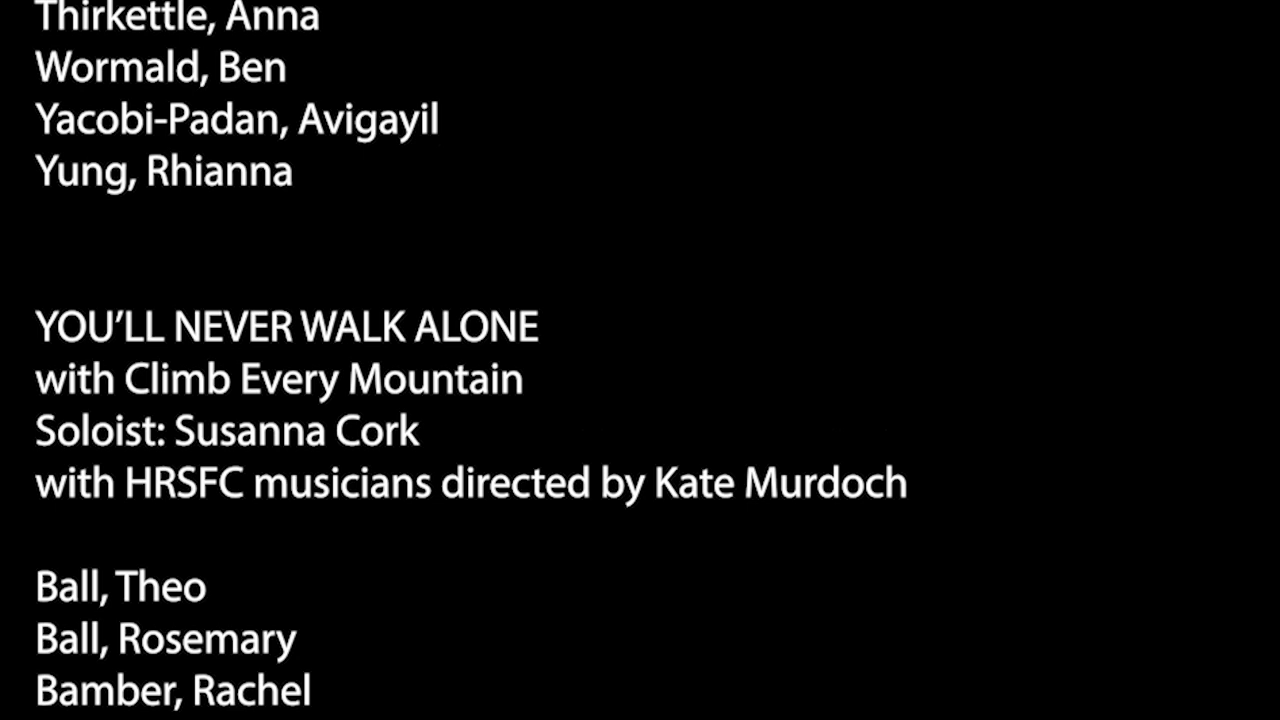 Thirkettle, Anna
Wormald, Ben
Yacobi-Padan, Avigayil
Yung, Rhianna
YOU'LL NEVER WALK ALONE
with Climb Every Mountain
Soloist: Susanna Cork
with HRSFC musicians directed by Kate Murdoch
Ball, Theo
Ball, Rosemary
Bamber, Rachel